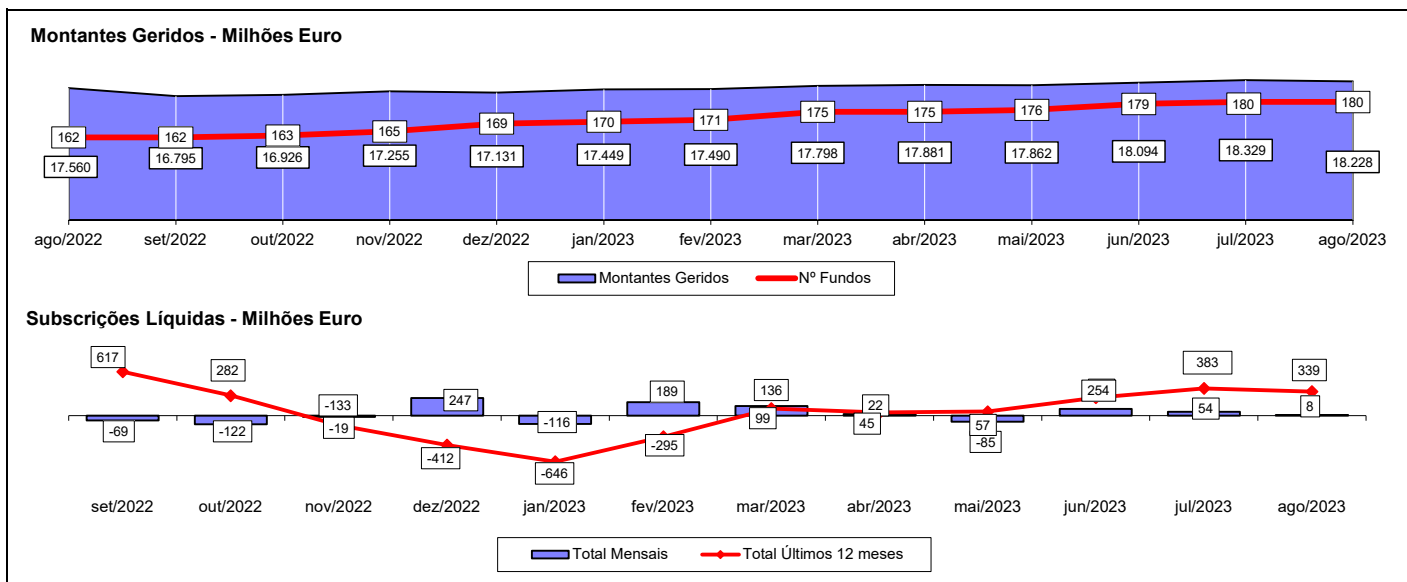 Montantes Geridos - Milhões Euro
162 162 163 165 169 170 171 175 175 176 179 180 180
17.560 16.795 16.926 17.255 17.131 17.449 17.490 17.798 17.881 17.862 18.094 18.329 18.228
ago/2022 set/2022 out/2022 nov/2022 dez/2022 jan/2023 fev/2023 mar/2023 abr/2023 mai/2023 jun/2023 jul/2023 ago/2023
Montantes Geridos Nº Fundos
Subscrições Líquidas - Milhões Euro
617 282 -133 247 -116 189 136 22 57 254 383 339
-69 -122 -19 -412 -646 -295 99 45 -85 54 8
set/2022 out/2022 nov/2022 dez/2022 jan/2023 fev/2023 mar/2023 abr/2023 mai/2023 jun/2023 jul/2023 ago/2023
Total Mensais Total Últimos 12 meses